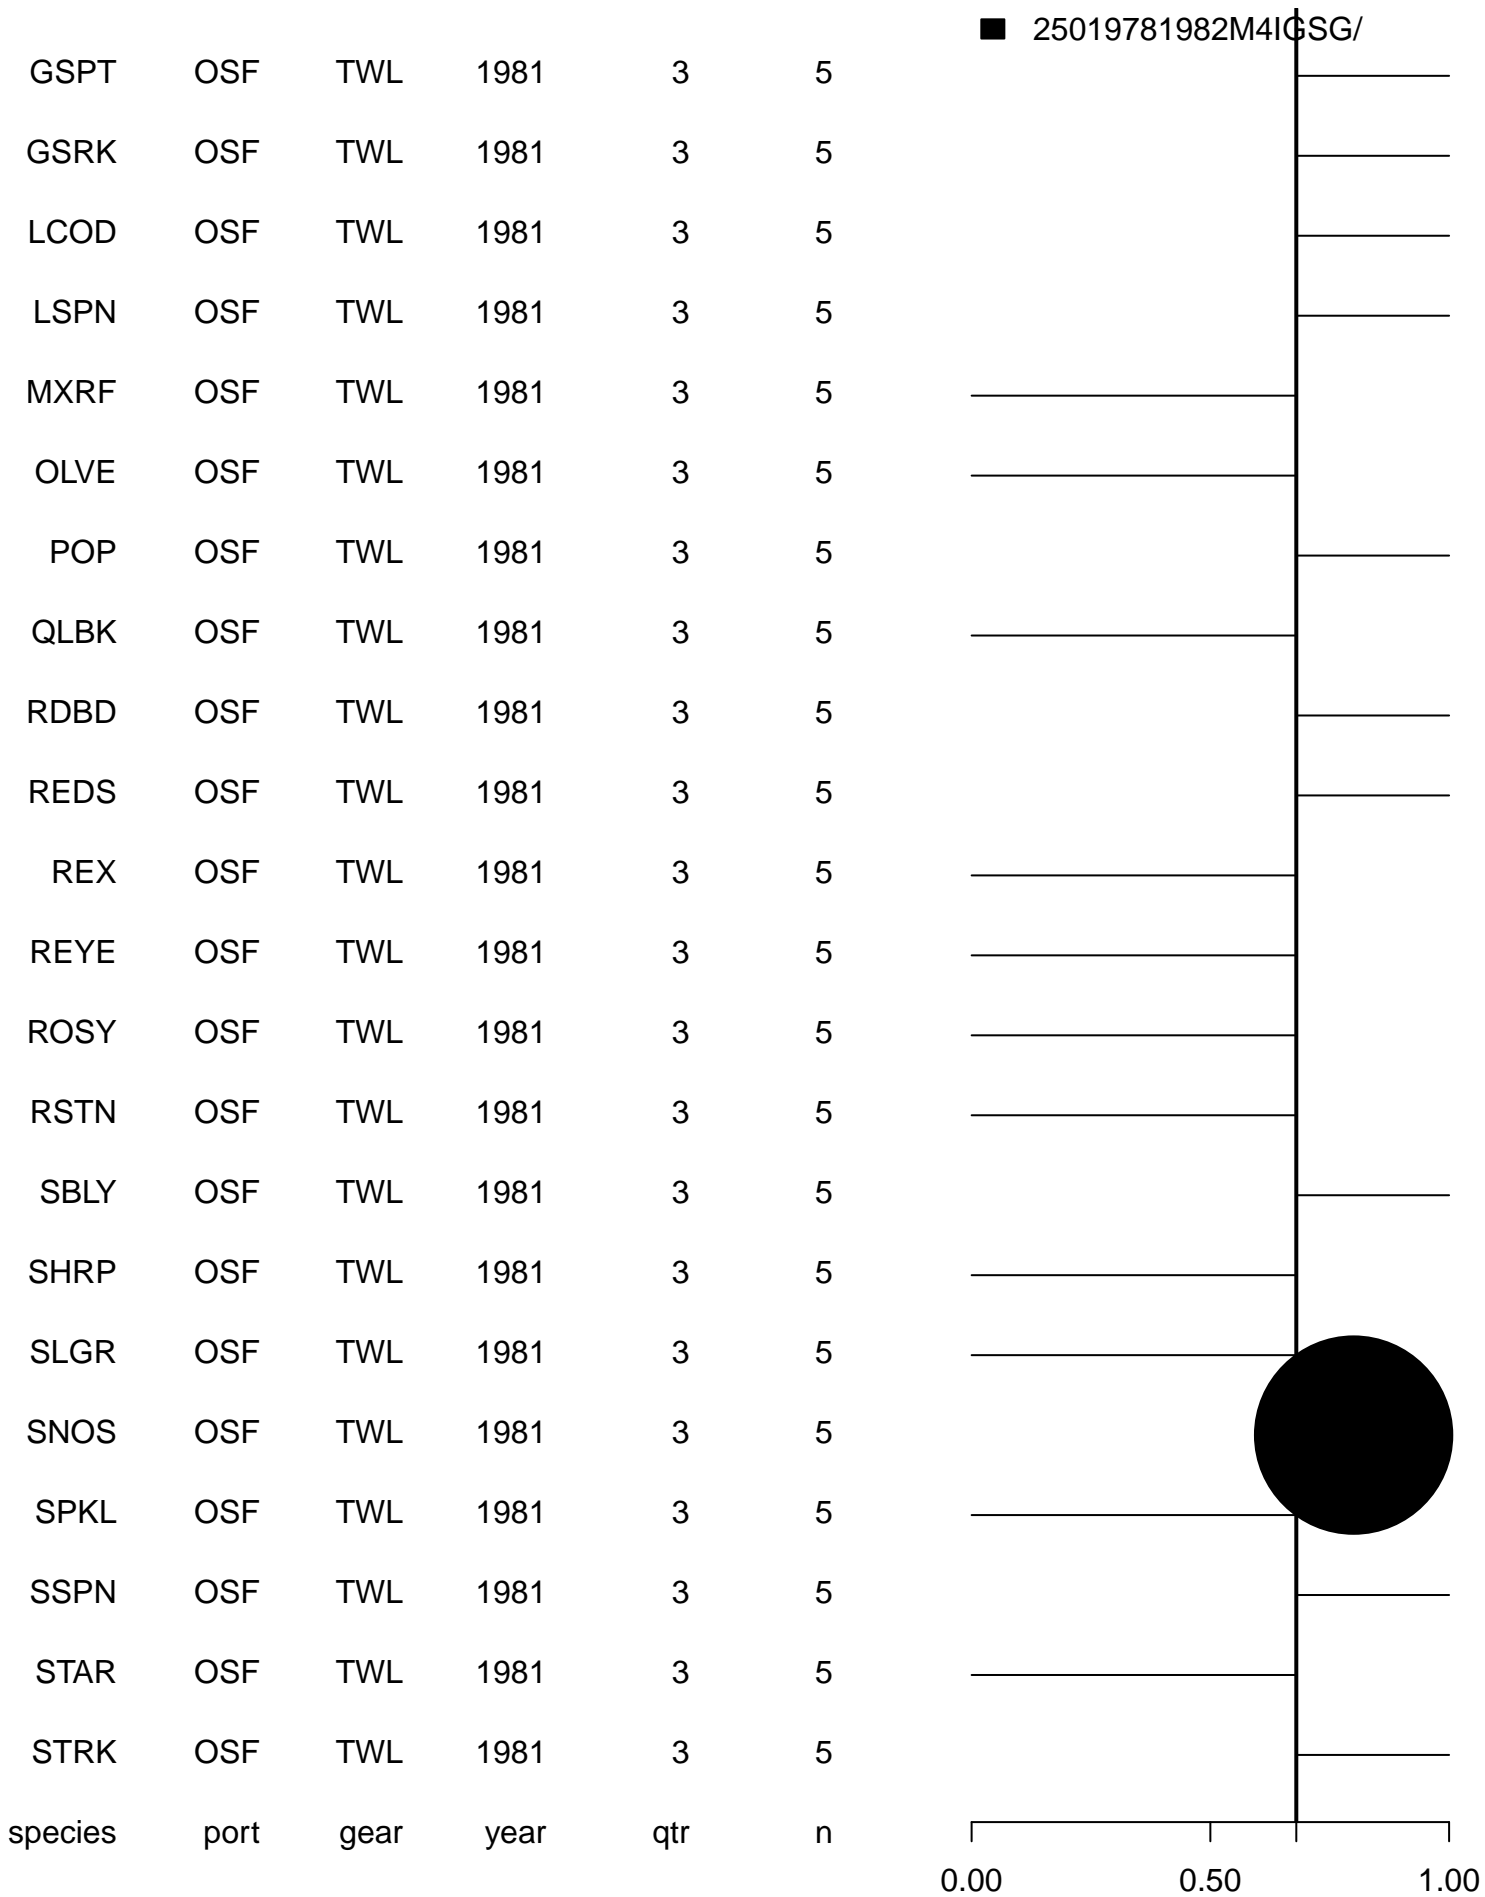 25019781982M4IGSG/
GSPT OSF TWL 1981 3 5
GSRK OSF TWL 1981 3 5
LCOD OSF TWL 1981 3 5
LSPN OSF TWL 1981 3 5
MXRF OSF TWL 1981 3 5
OLVE OSF TWL 1981 3 5
POP OSF TWL 1981 3 5
QLBK OSF TWL 1981 3 5
RDBD OSF TWL 1981 3 5
REDS OSF TWL 1981 3 5
REX OSF TWL 1981 3 5
REYE OSF TWL 1981 3 5
ROSY OSF TWL 1981 3 5
RSTN OSF TWL 1981 3 5
SBLY OSF TWL 1981 3 5
SHRP OSF TWL 1981 3 5
SLGR OSF TWL 1981 3 5
SNOS OSF TWL 1981 3 5
SPKL OSF TWL 1981 3 5
SSPN OSF TWL 1981 3 5
STAR OSF TWL 1981 3 5
STRK OSF TWL 1981 3 5
species port gear year qtr n
0.00 0.50 1.00